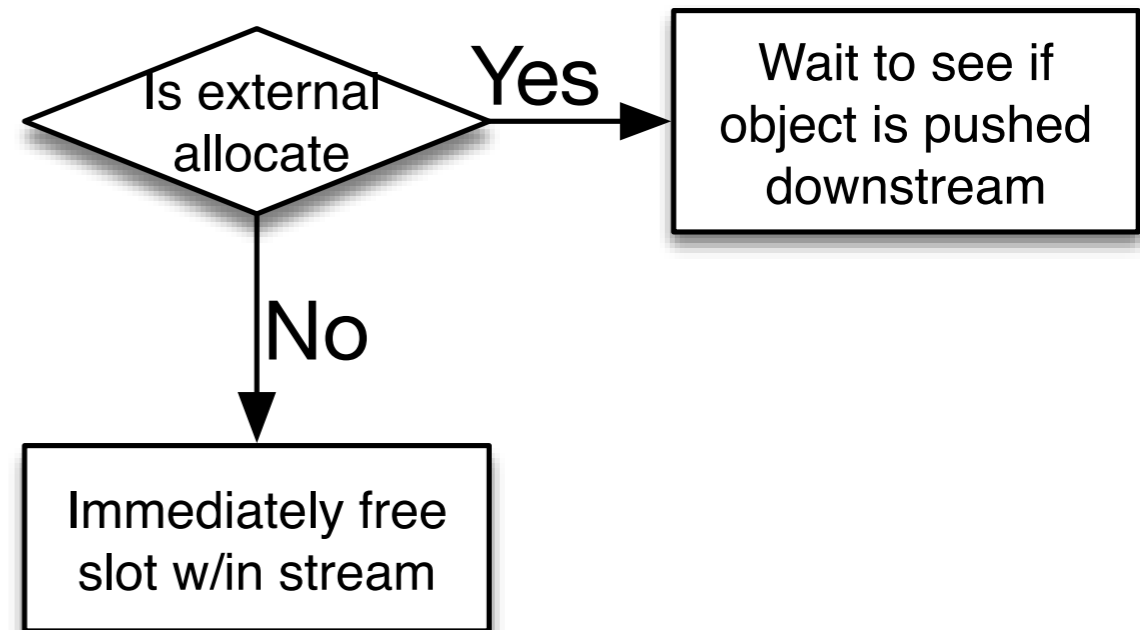 Is external
allocate
Yes
Wait to see if
object is pushed
downstream
No
Immediately free
slot w/in stream